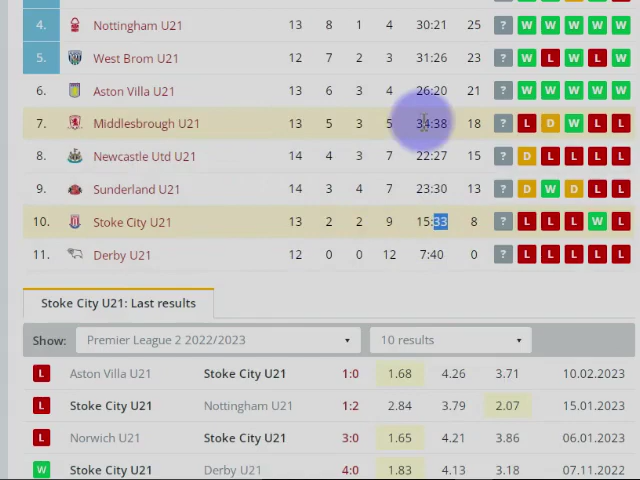 4. Nottingham U21 13 8 1 4 30:21 25 ? W W W W W
5. West Brom U21 12 7 2 3 31:26 23 ? W L W L W
6. Aston Villa U21 13 6 3 4 26:20 21 ? W W W W W
7. Middlesbrough U21 13 5 3 5 34:38 18 ? L D W L L
8. Newcastle Utd U21 14 4 3 7 22:27 15 ? D L L L L
9. Sunderland U21 14 3 4 7 23:30 13 ? D W D L L
10. Stoke City U21 13 2 2 9 15:33 8 ? L L L W L
11. Derby U21 12 0 0 12 7:40 0 ? L L L L L
Stoke City U21: Last results
Show: Premier League 2 2022/2023 10 results
L Aston Villa U21 Stoke City U21 1:0 1.68 4.26 3.71 10.02.2023
L Stoke City U21 Nottingham U21 1:2 2.84 3.79 2.07 15.01.2023
L Norwich U21 Stoke City U21 3:0 1.65 4.21 3.86 06.01.2023
W Stoke City U21 Derby U21 4:0 1.83 4.13 3.18 07.11.2022